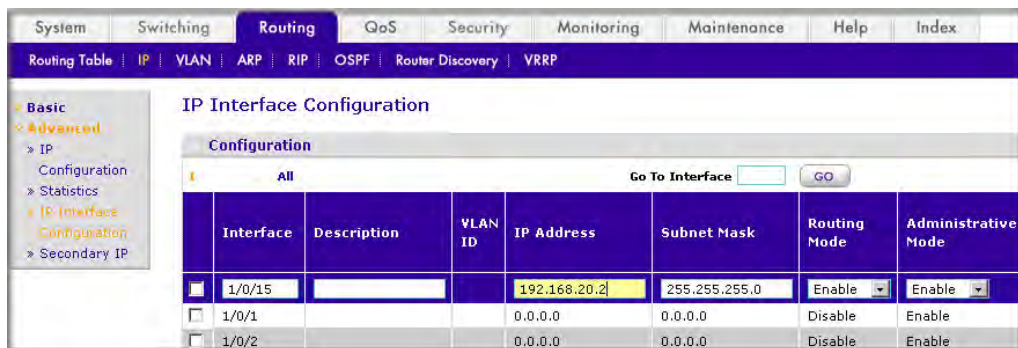 System Switching Routing QoS Security Monitoring Maintenance Help Index
Routing Table IP VLAN ARP RIP OSPF Router Discovery VRRP
Basic
Advanced
» IP
Configuration
» Statistics
» IP Interface
Configuration
» Secondary IP
IP Interface Configuration
Configuration
1 All Go To Interface GO
Interface Description VLAN ID IP Address Subnet Mask Routing Mode Administrative Mode
1/0/15 192.168.20.2 255.255.255.0 Enable Enable
1/0/1 0.0.0.0 0.0.0.0 Disable Enable
1/0/2 0.0.0.0 0.0.0.0 Disable Enable